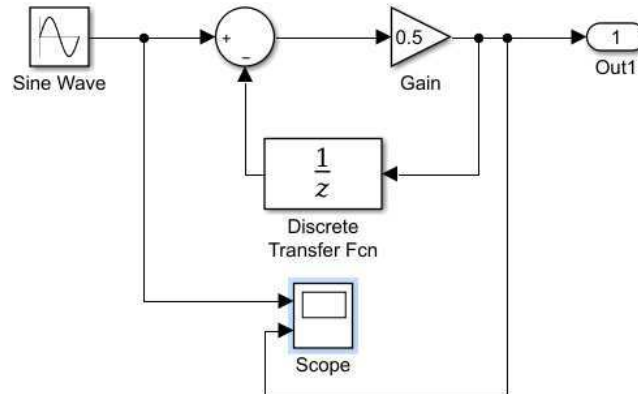 +
−
0.5
1
Sine Wave
Gain
Out1
1
z
Discrete
Transfer Fcn
Scope